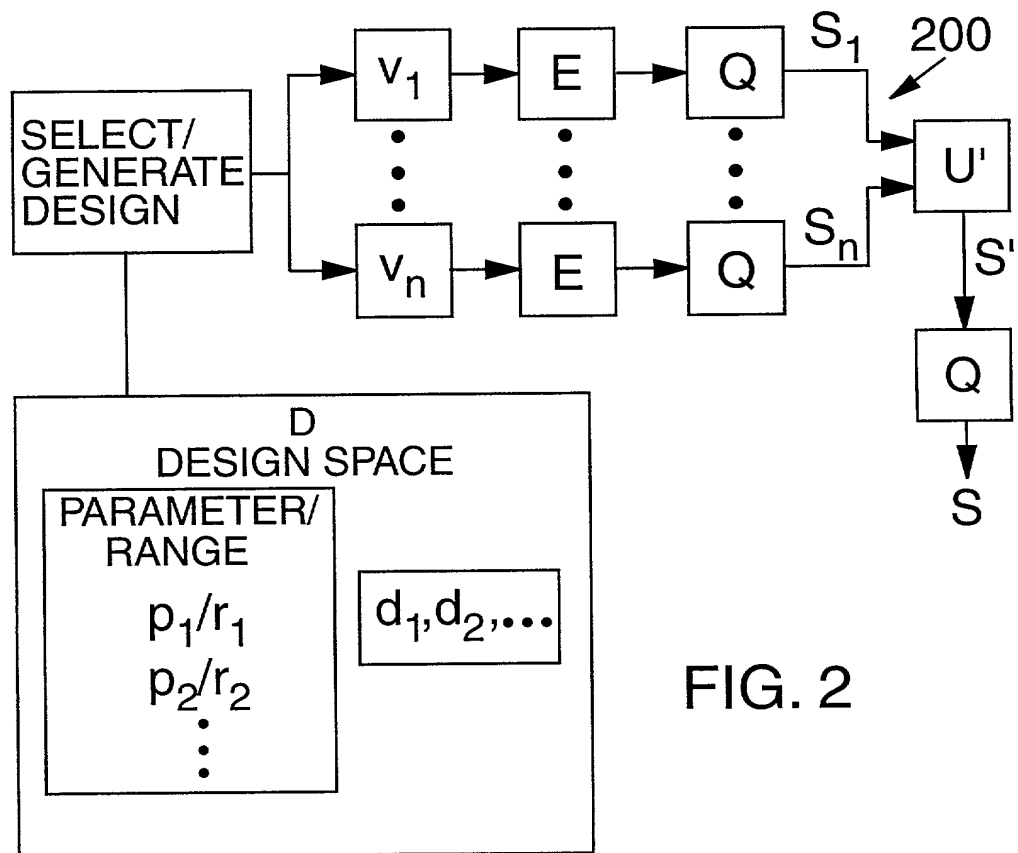 S₁
200
v₁
E
Q
SELECT/
GENERATE
DESIGN
U'
Sₙ
vₙ
E
Q
S'
Q
D
DESIGN SPACE
S
PARAMETER/
RANGE
p₁/r₁
d₁,d₂,...
p₂/r₂
FIG. 2